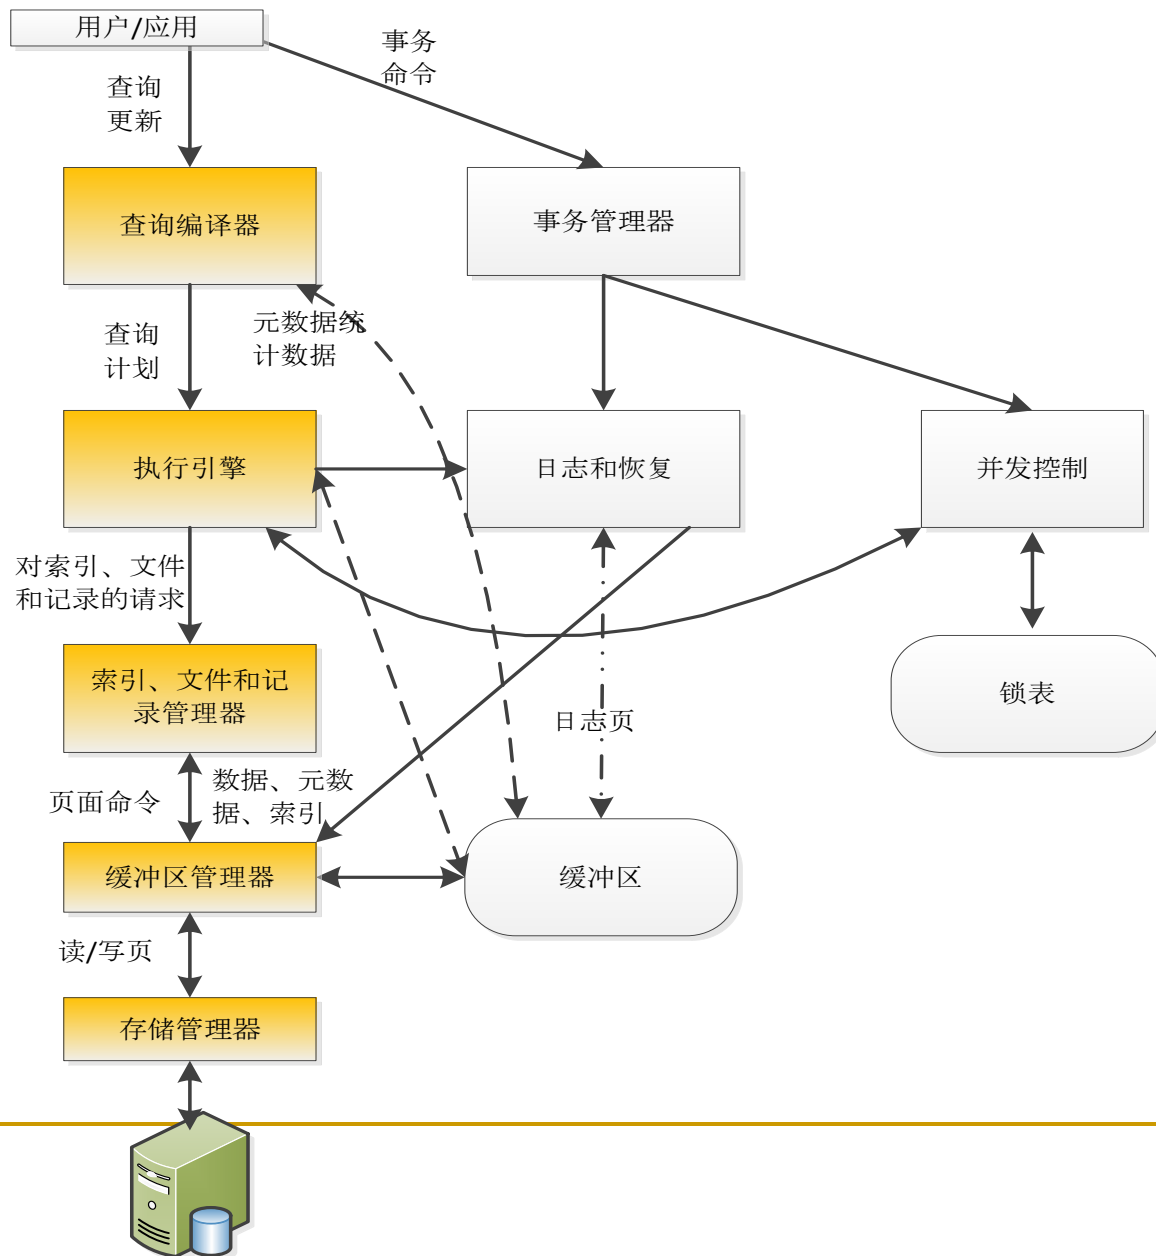 用户/应用
事务
命令
查询
更新
查询编译器
事务管理器
元数据统
计数据
查询
计划
执行引擎
日志和恢复
并发控制
对索引、文件
和记录的请求
索引、文件和记
录管理器
锁表
日志页
数据、元数
据、索引
页面命令
缓冲区管理器
缓冲区
读/写页
存储管理器